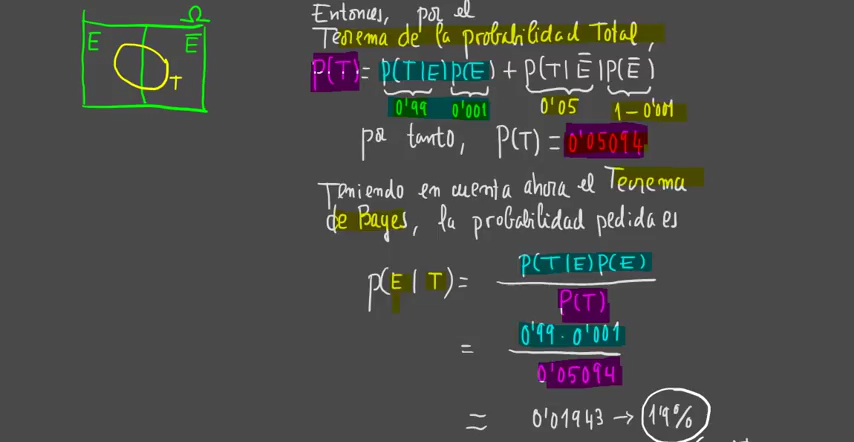 Ω
E
E̅
T
Entonces, por el
Teorema de la probabilidad Total,
P(T) = P(T|E)P(E) + P(T|E̅)P(E̅)
0'99 0'001 0'05 1-0'001
por tanto, P(T) = 0'05094
Teniendo en cuenta ahora el Teorema
de Bayes, la probabilidad pedida es
P(E|T) = P(T|E)P(E)
P(T)
= 0'99 · 0'001
0'05094
≈ 0'01943 → 1'9%